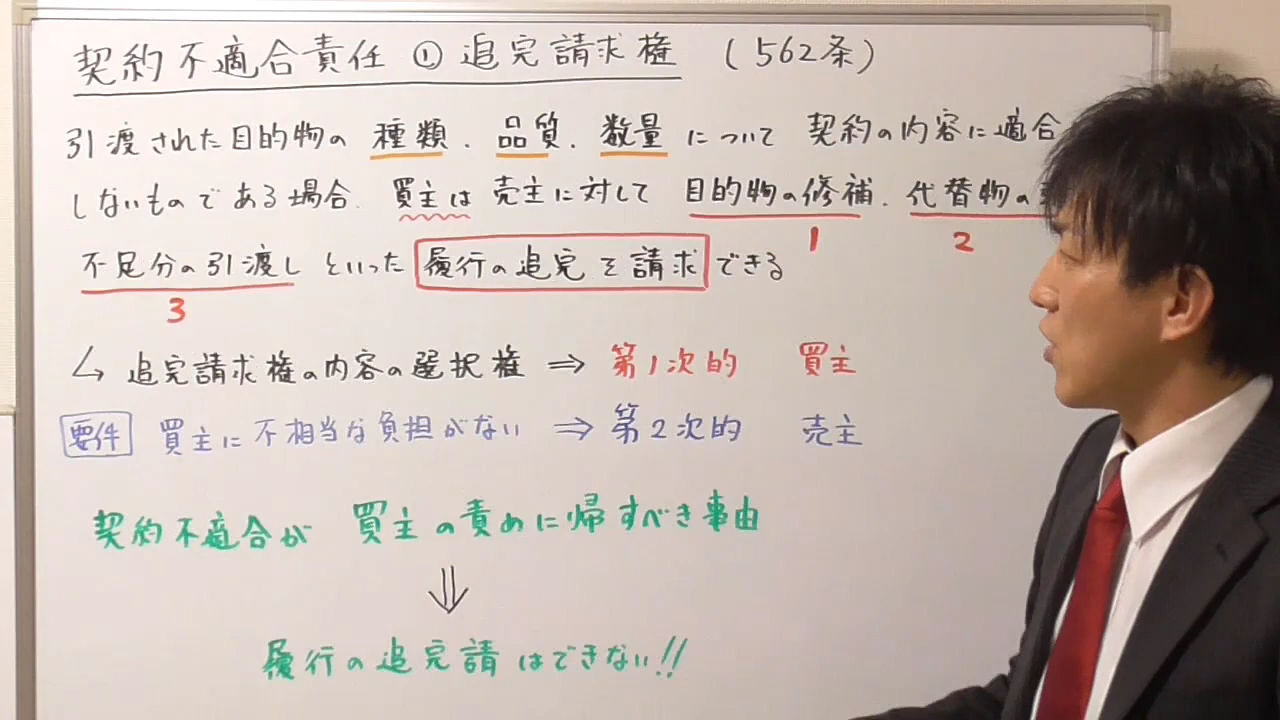 契約不適合責任 ① 追完請求権 (562条)
引渡された目的物の 種類、品質、数量 について 契約の内容に適合
しないものである場合、買主は 売主に対して 目的物の修補、代替物の
1 2
不足分の引渡し といった 履行の追完を請求 できる
3
↳ 追完請求権の内容の選択権 ⇒ 第1次的 買主
要件 買主に不相当な負担がない ⇒ 第2次的 売主
契約不適合が 買主の責めに帰すべき事由
⇓
履行の追完請はできない!!